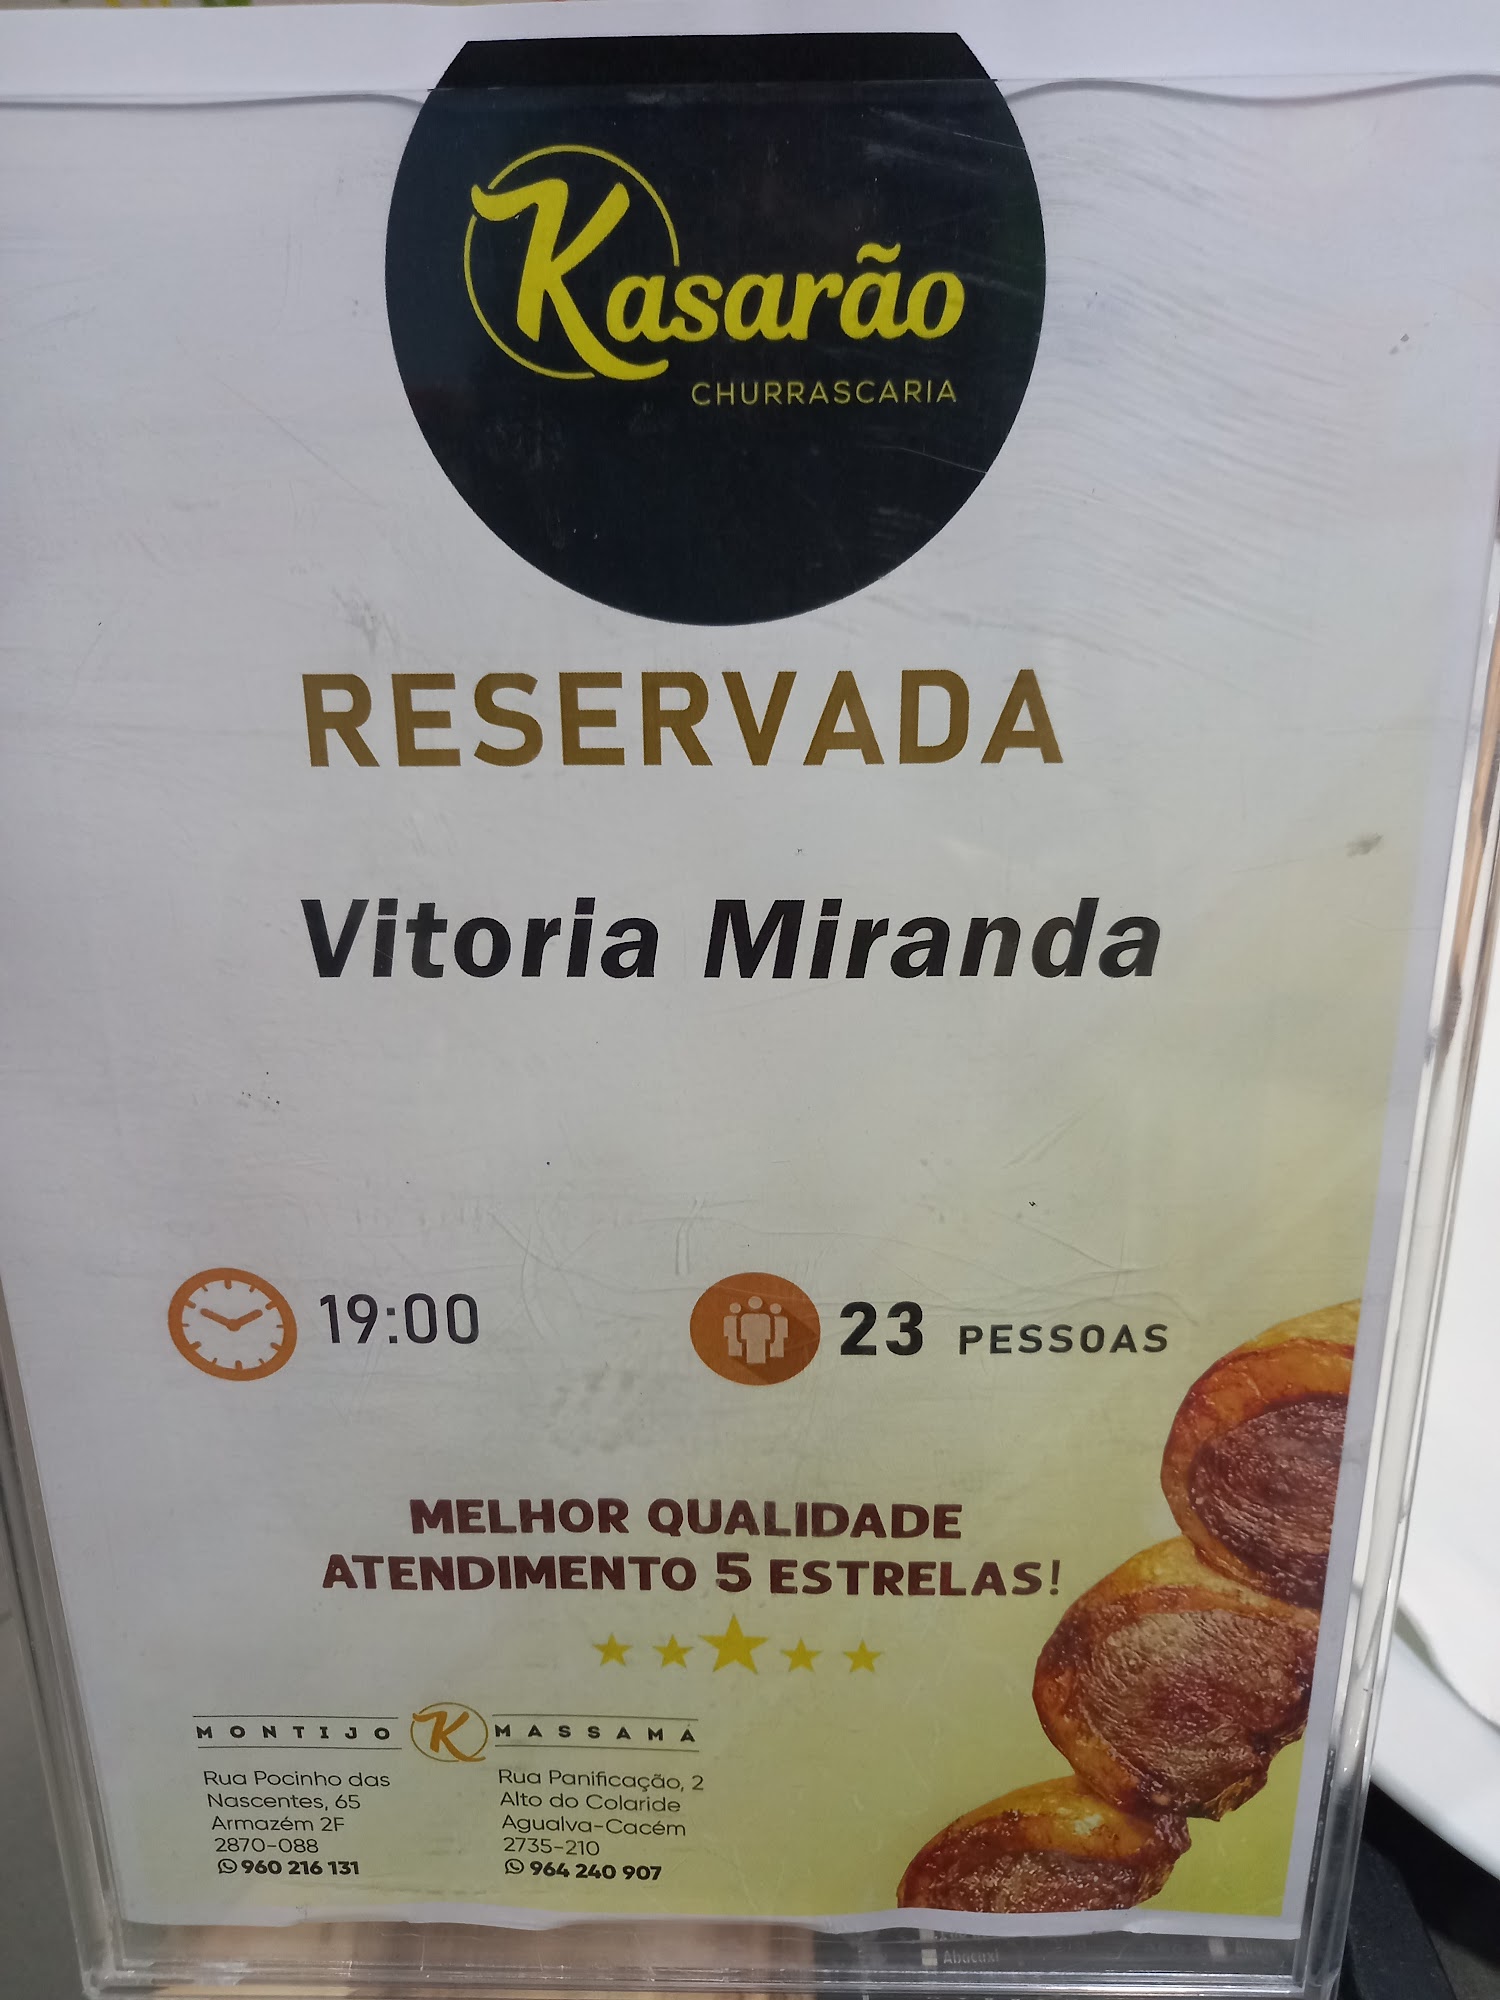 Kasarão
CHURRASCARIA
RESERVADA
Vitoria Miranda
19:00
23 PESSOAS
MELHOR QUALIDADE
ATENDIMENTO 5 ESTRELAS!
MONTIJO K MASSAMÁ
Rua Pocinho das
Nascentes, 65
Armazém 2F
2870-088
960 216 131
Rua Panificação, 2
Alto do Colaride
Agualva-Cacém
2735-210
964 240 907
Abacaxi